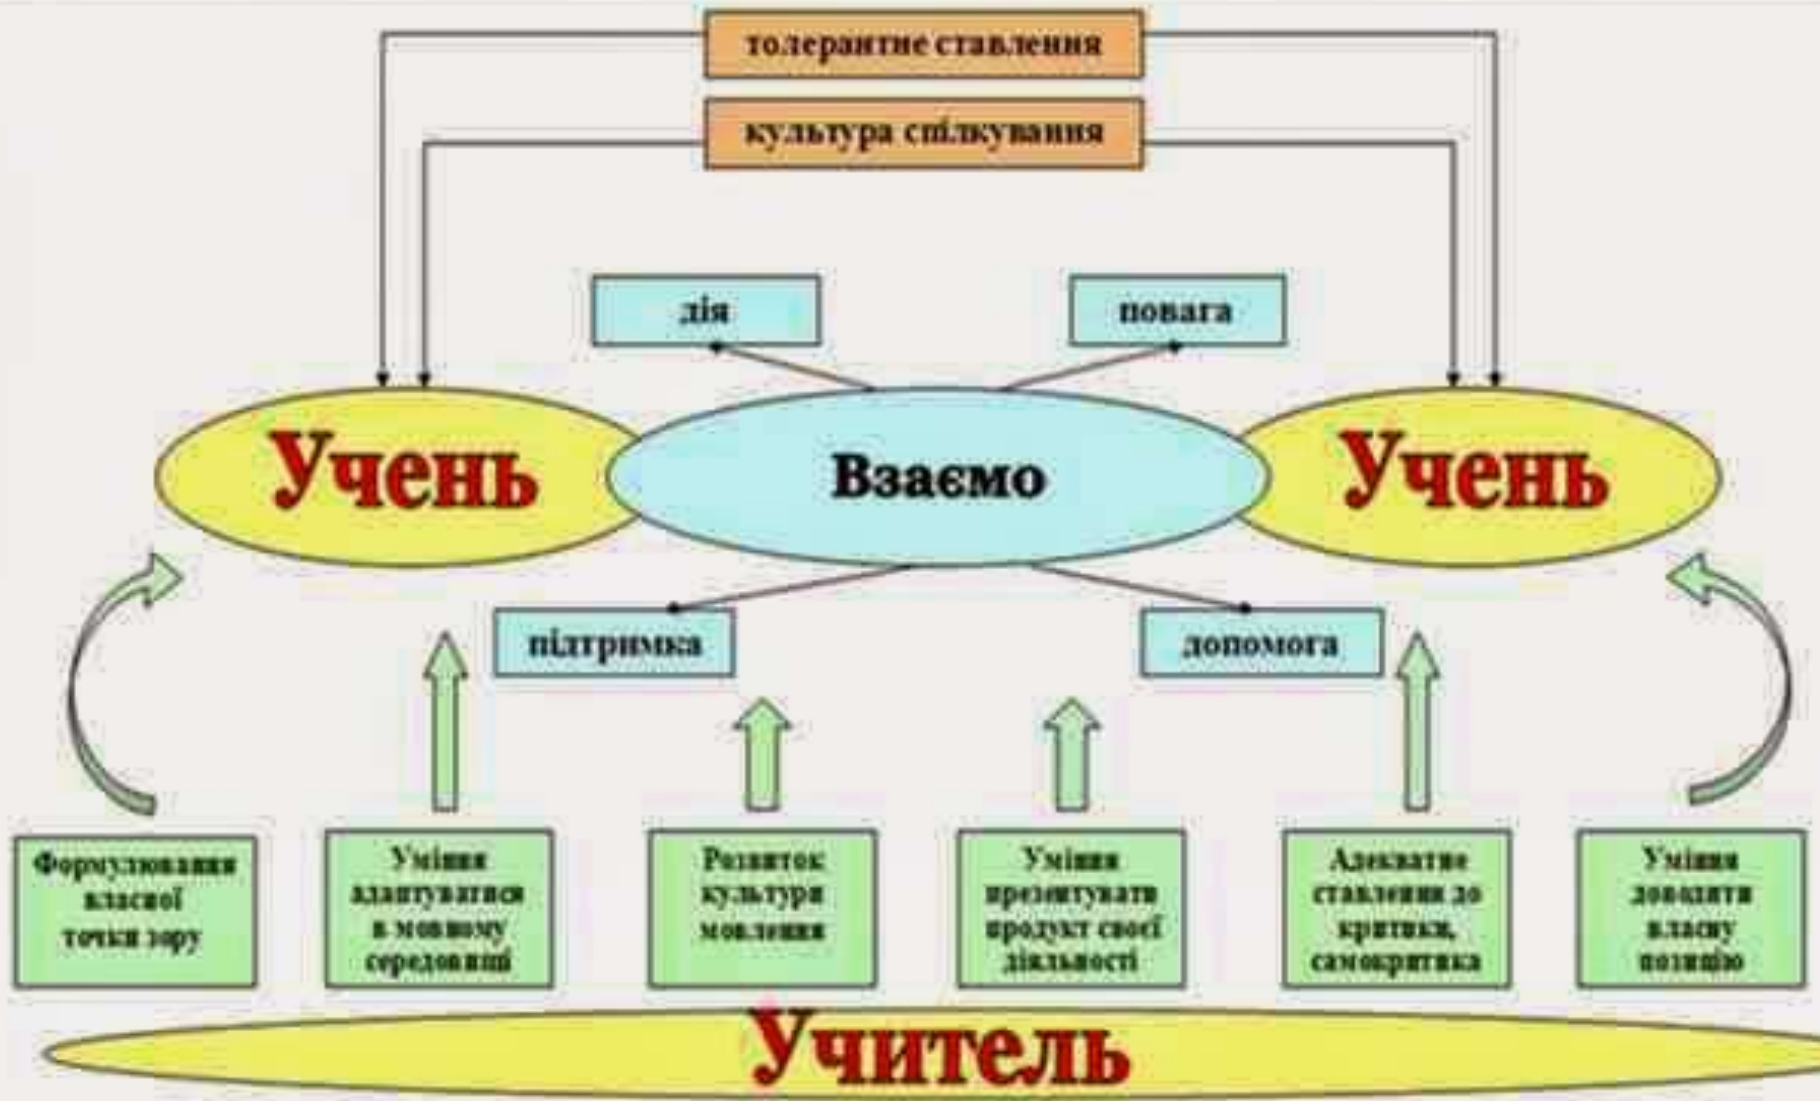 толерантне ставлення
культура спілкування
дія
повага
Учень
Взаємо
Учень
підтримка
допомога
Формулювання
власної
точки зору
Уміння
адаптуватися
в мовному
середовищі
Розвиток
культури
мовлення
Уміння
презентувати
продукт своєї
діяльності
Адекватне
ставлення до
критики,
самокритика
Уміння
доводити
власну
позицію
Учитель